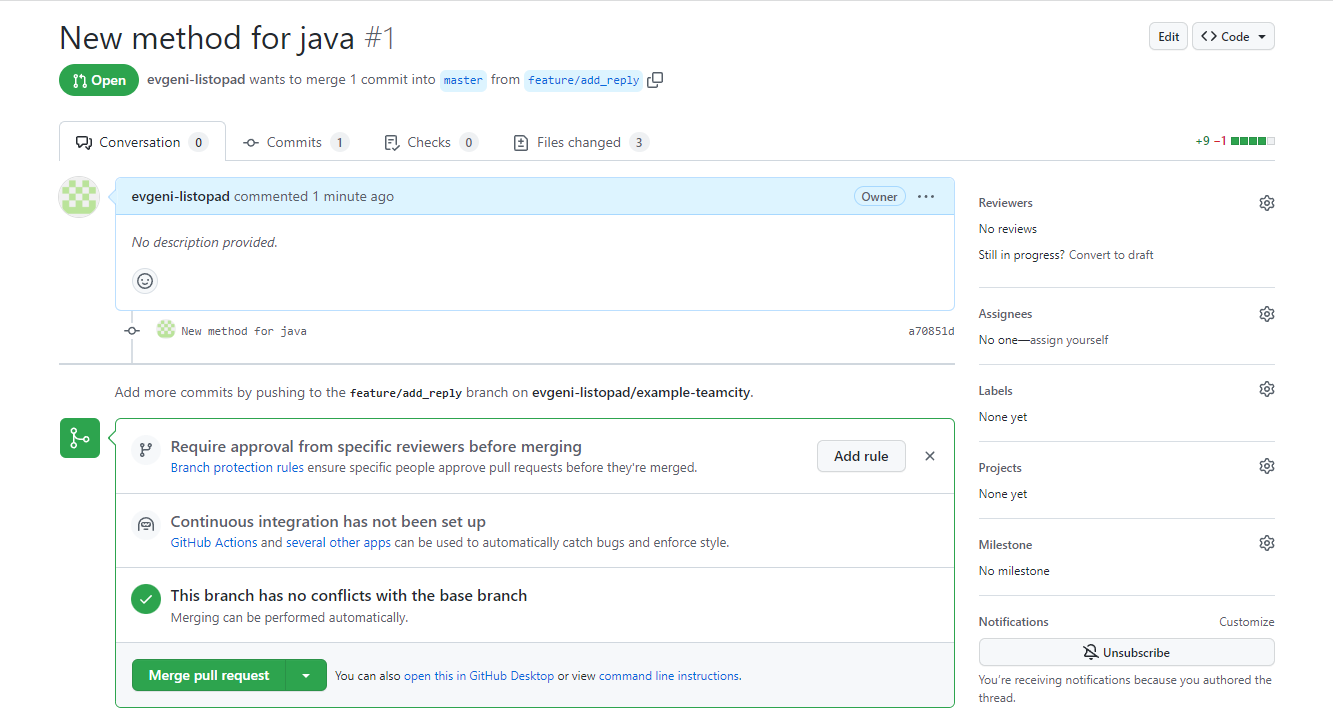 New method for java #1
Edit
Code
Open
evgeni-listopad wants to merge 1 commit into master from feature/add_reply
Conversation 0
Commits 1
Checks 0
Files changed 3
+9 −1
evgeni-listopad commented 1 minute ago
Owner
No description provided.
New method for java
a70851d
Add more commits by pushing to the feature/add_reply branch on evgeni-listopad/example-teamcity.
Require approval from specific reviewers before merging
Branch protection rules ensure specific people approve pull requests before they're merged.
Add rule
Continuous integration has not been set up
GitHub Actions and several other apps can be used to automatically catch bugs and enforce style.
This branch has no conflicts with the base branch
Merging can be performed automatically.
Merge pull request
You can also open this in GitHub Desktop or view command line instructions.
Reviewers
No reviews
Still in progress? Convert to draft
Assignees
No one—assign yourself
Labels
None yet
Projects
None yet
Milestone
No milestone
Notifications
Customize
Unsubscribe
You're receiving notifications because you authored the
thread.